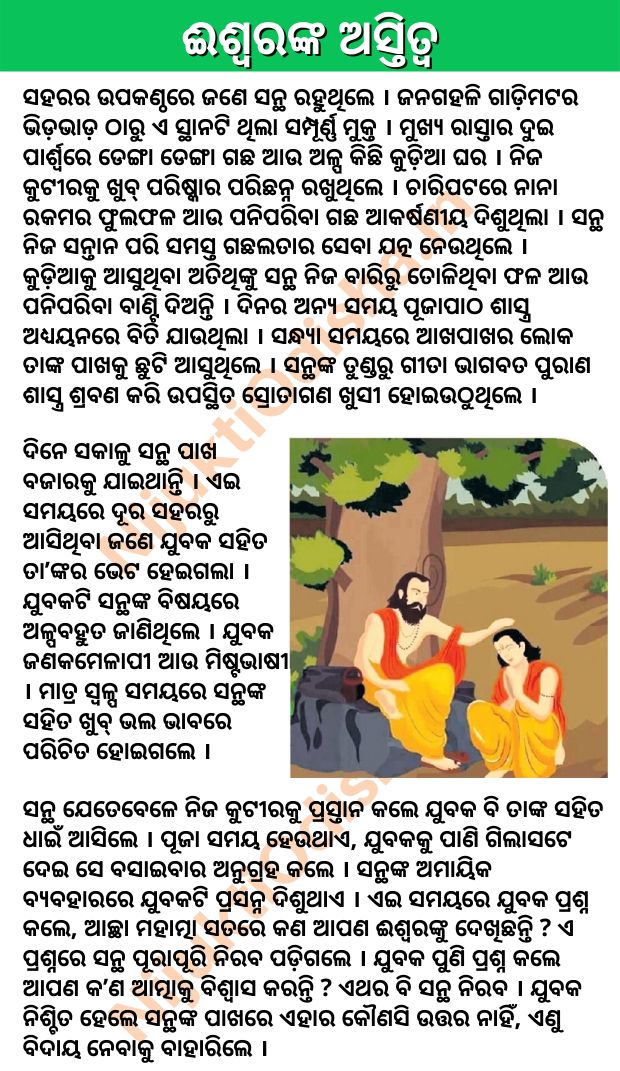 ଈଶ୍ୱରଙ୍କ ଅସ୍ତିତ୍ୱ
ସହରର ଉପକଣ୍ଠରେ ଜଣେ ସନ୍ଥ ରହୁଥିଲେ । ଜନଗହଳି ଗାଡ଼ିମଟର
ଭିଡ଼ଭାଡ଼ ଠାରୁ ଏ ସ୍ଥାନଟି ଥିଲା ସମ୍ପୂର୍ଣ୍ଣ ମୁକ୍ତ । ମୁଖ୍ୟ ରାସ୍ତାର ଦୁଇ
ପାର୍ଶ୍ୱରେ ଡେଙ୍ଗା ଡେଙ୍ଗା ଗଛ ଆଉ ଅଳ୍ପ କିଛି କୁଡ଼ିଆ ଘର । ନିଜ
କୁଟୀରକୁ ଖୁବ୍ ପରିଷ୍କାର ପରିଛନ୍ନ ରଖୁଥିଲେ । ଚାରିପଟରେ ନାନା
ରକମର ଫୁଲଫଳ ଆଉ ପନିପରିବା ଗଛ ଆକର୍ଷଣୀୟ ଦିଶୁଥିଲା । ସନ୍ଥ
ନିଜ ସନ୍ତାନ ପରି ସମସ୍ତ ଗଛଲତାର ସେବା ଯତ୍ନ ନେଉଥିଲେ ।
କୁଡ଼ିଆକୁ ଆସୁଥିବା ଅତିଥିଙ୍କୁ ସନ୍ଥ ନିଜ ବାରିରୁ ତୋଳିଥିବା ଫଳ ଆଉ
ପନିପରିବା ବାଣ୍ଟି ଦିଅନ୍ତି । ଦିନର ଅନ୍ୟ ସମୟ ପୂଜାପାଠ ଶାସ୍ତ୍ର
ଅଧ୍ୟୟନରେ ବିତି ଯାଉଥିଲା । ସନ୍ଧ୍ୟା ସମୟରେ ଆଖପାଖର ଲୋକ
ତାଙ୍କ ପାଖକୁ ଛୁଟି ଆସୁଥିଲେ । ସନ୍ଥଙ୍କ ତୁଣ୍ଡରୁ ଗୀତା ଭାଗବତ ପୁରାଣ
ଶାସ୍ତ୍ର ଶ୍ରବଣ କରି ଉପସ୍ଥିତ ସ୍ରୋତାଗଣ ଖୁସୀ ହୋଇଉଠୁଥିଲେ ।
ଦିନେ ସକାଳୁ ସନ୍ଥ ପାଖ
ବଜାରକୁ ଯାଇଥାନ୍ତି । ଏଇ
ସମୟରେ ଦୂର ସହରରୁ
ଆସିଥିବା ଜଣେ ଯୁବକ ସହିତ
ତା'ଙ୍କର ଭେଟ ହେଇଗଲା ।
ଯୁବକଟି ସନ୍ଥଙ୍କ ବିଷୟରେ
ଅଳ୍ପବହୁତ ଜାଣିଥିଲେ । ଯୁବକ
ଜଣକମେଳାପୀ ଆଉ ମିଷ୍ଟଭାଷୀ
। ମାତ୍ର ସ୍ୱଳ୍ପ ସମୟରେ ସନ୍ଥଙ୍କ
ସହିତ ଖୁବ୍ ଭଲ ଭାବରେ
ପରିଚିତ ହୋଇଗଲେ ।
ସନ୍ଥ ଯେତେବେଳେ ନିଜ କୁଟୀରକୁ ପ୍ରସ୍ତାନ କଲେ ଯୁବକ ବି ତାଙ୍କ ସହିତ
ଧାଇଁ ଆସିଲେ । ପୂଜା ସମୟ ହେଉଥାଏ, ଯୁବକକୁ ପାଣି ଗିଲାସଟେ
ଦେଇ ସେ ବସାଇବାର ଅନୁଗ୍ରହ କଲେ । ସନ୍ଥଙ୍କ ଅମାୟିକ
ବ୍ୟବହାରରେ ଯୁବକଟି ପ୍ରସନ୍ନ ଦିଶୁଥାଏ । ଏଇ ସମୟରେ ଯୁବକ ପ୍ରଶ୍ନ
କଲେ, ଆଚ୍ଛା ମହାତ୍ମା ସତରେ କଣ ଆପଣ ଈଶ୍ୱରଙ୍କୁ ଦେଖିଛନ୍ତି ? ଏ
ପ୍ରଶ୍ନରେ ସନ୍ଥ ପୂରାପୂରି ନିରବ ପଡ଼ିଗଲେ । ଯୁବକ ପୁଣି ପ୍ରଶ୍ନ କଲେ
ଆପଣ କ'ଣ ଆତ୍ମାକୁ ବିଶ୍ୱାସ କରନ୍ତି ? ଏଥର ବି ସନ୍ଥ ନିରବ । ଯୁବକ
ନିଶ୍ଚିତ ହେଲେ ସନ୍ଥଙ୍କ ପାଖରେ ଏହାର କୌଣସି ଉତ୍ତର ନାହିଁ, ଏଣୁ
ବିଦାୟ ନେବାକୁ ବାହାରିଲେ ।
NijuktiOdisha.in
NijuktiOdisha.in